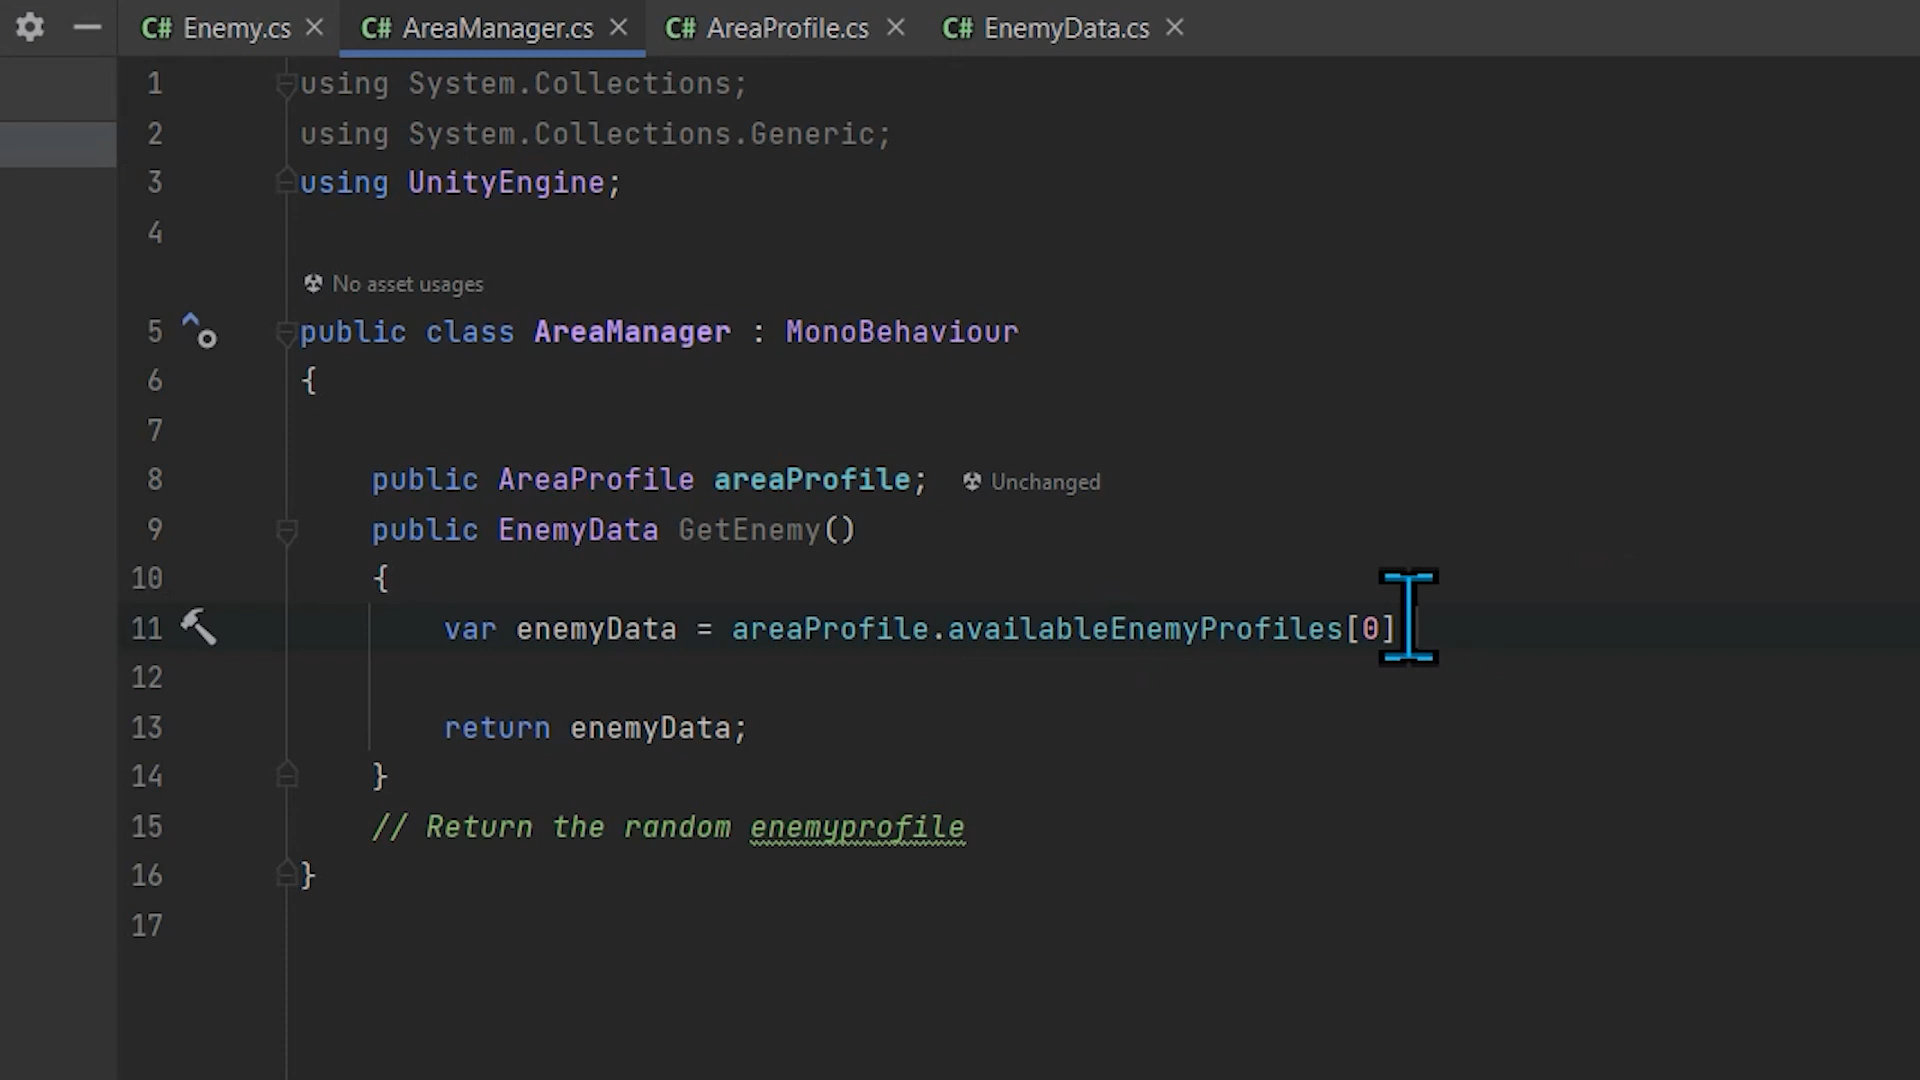 C# Enemy.cs C# AreaManager.cs C# AreaProfile.cs C# EnemyData.cs
1 using System.Collections;
2 using System.Collections.Generic;
3 using UnityEngine;
4
No asset usages
5 public class AreaManager : MonoBehaviour
6 {
7
8 public AreaProfile areaProfile; Unchanged
9 public EnemyData GetEnemy()
10 {
11 var enemyData = areaProfile.availableEnemyProfiles[0]
12
13 return enemyData;
14 }
15 // Return the random enemyprofile
16 }
17